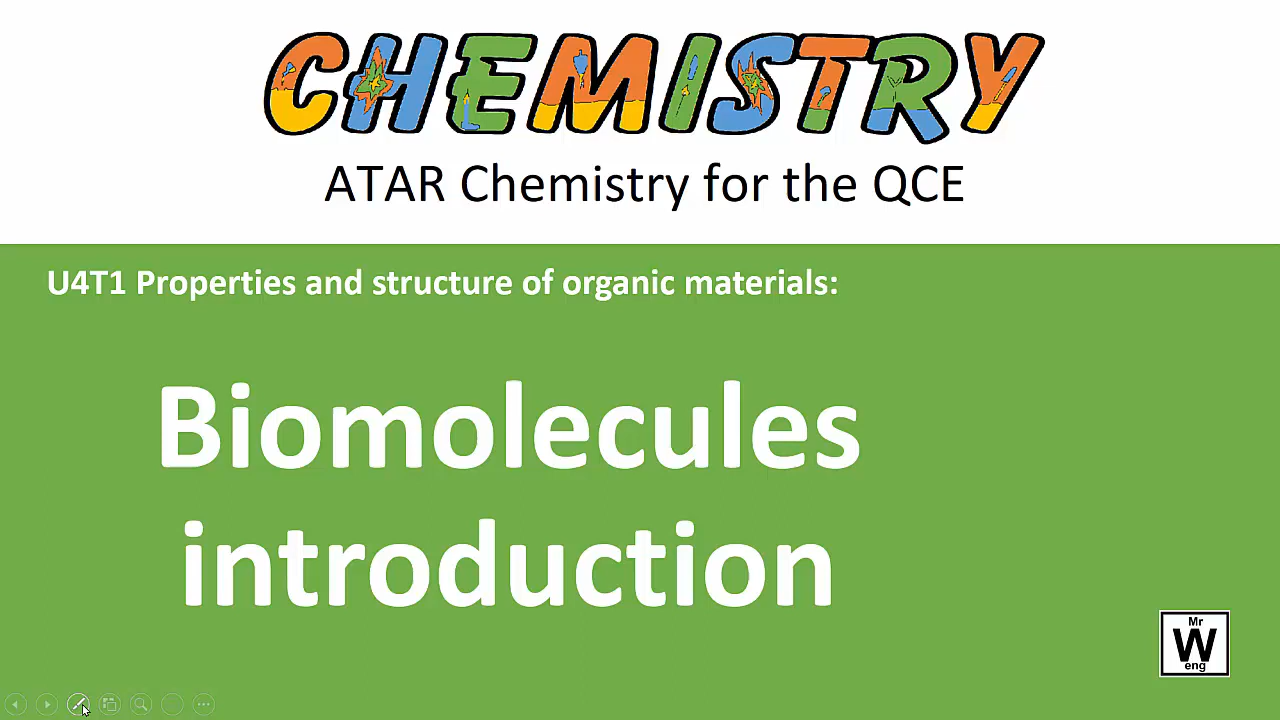 CHEMISTRY
ATAR Chemistry for the QCE
U4T1 Properties and structure of organic materials:
Biomolecules
introduction
Mr
W
eng